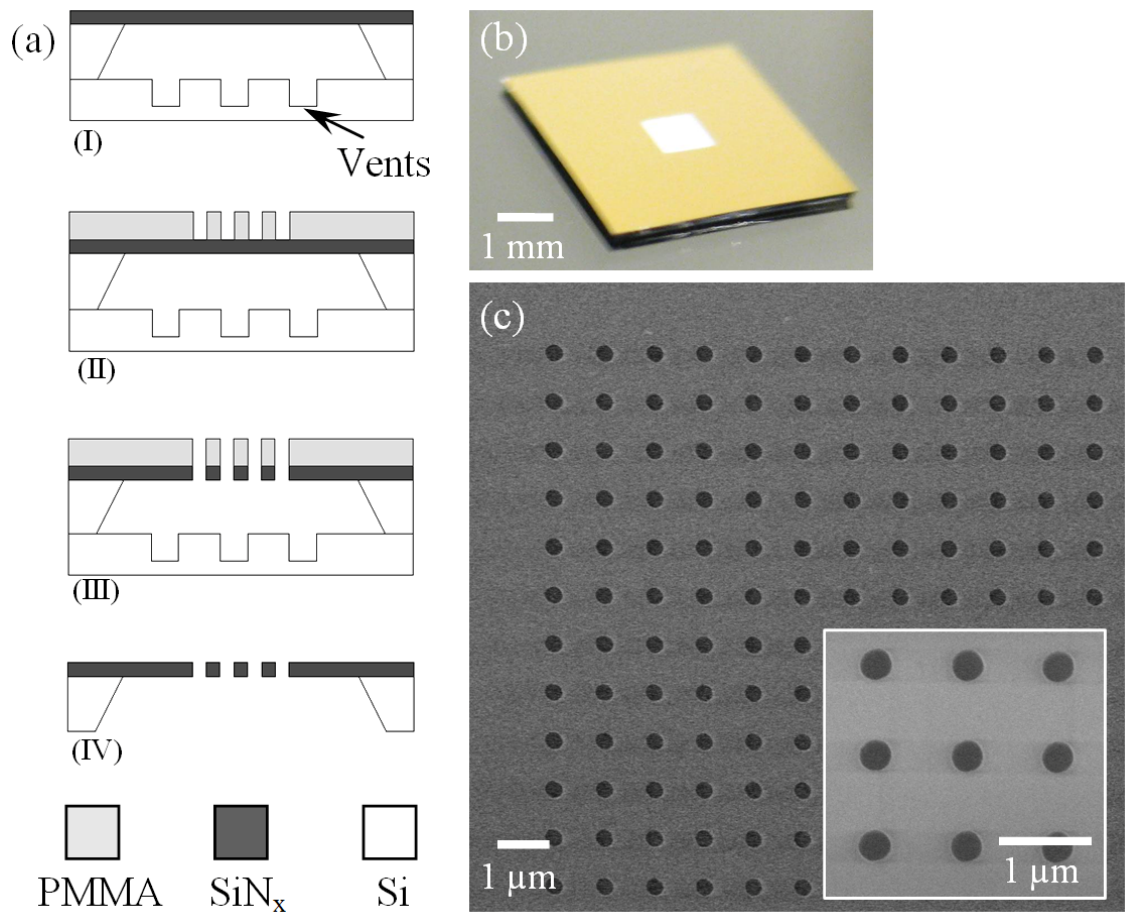 (a)
(I)
Vents
(II)
(III)
(IV)
PMMA
SiNₓ
Si
(b)
1 mm
(c)
1 µm
1 µm